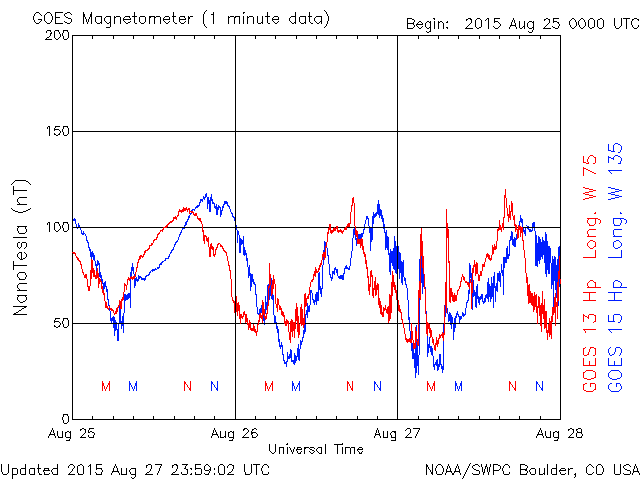 GOES Magnetometer (1 minute data)
Begin: 2015 Aug 25 0000 UTC
200
150
100
50
0
NanoTesla (nT)
M M N N M M N N M M N N
Aug 25 Aug 26 Aug 27 Aug 28
Universal Time
GOES 13 Hp Long. W 75
GOES 15 Hp Long. W 135
Updated 2015 Aug 27 23:59:02 UTC
NOAA/SWPC Boulder, CO USA